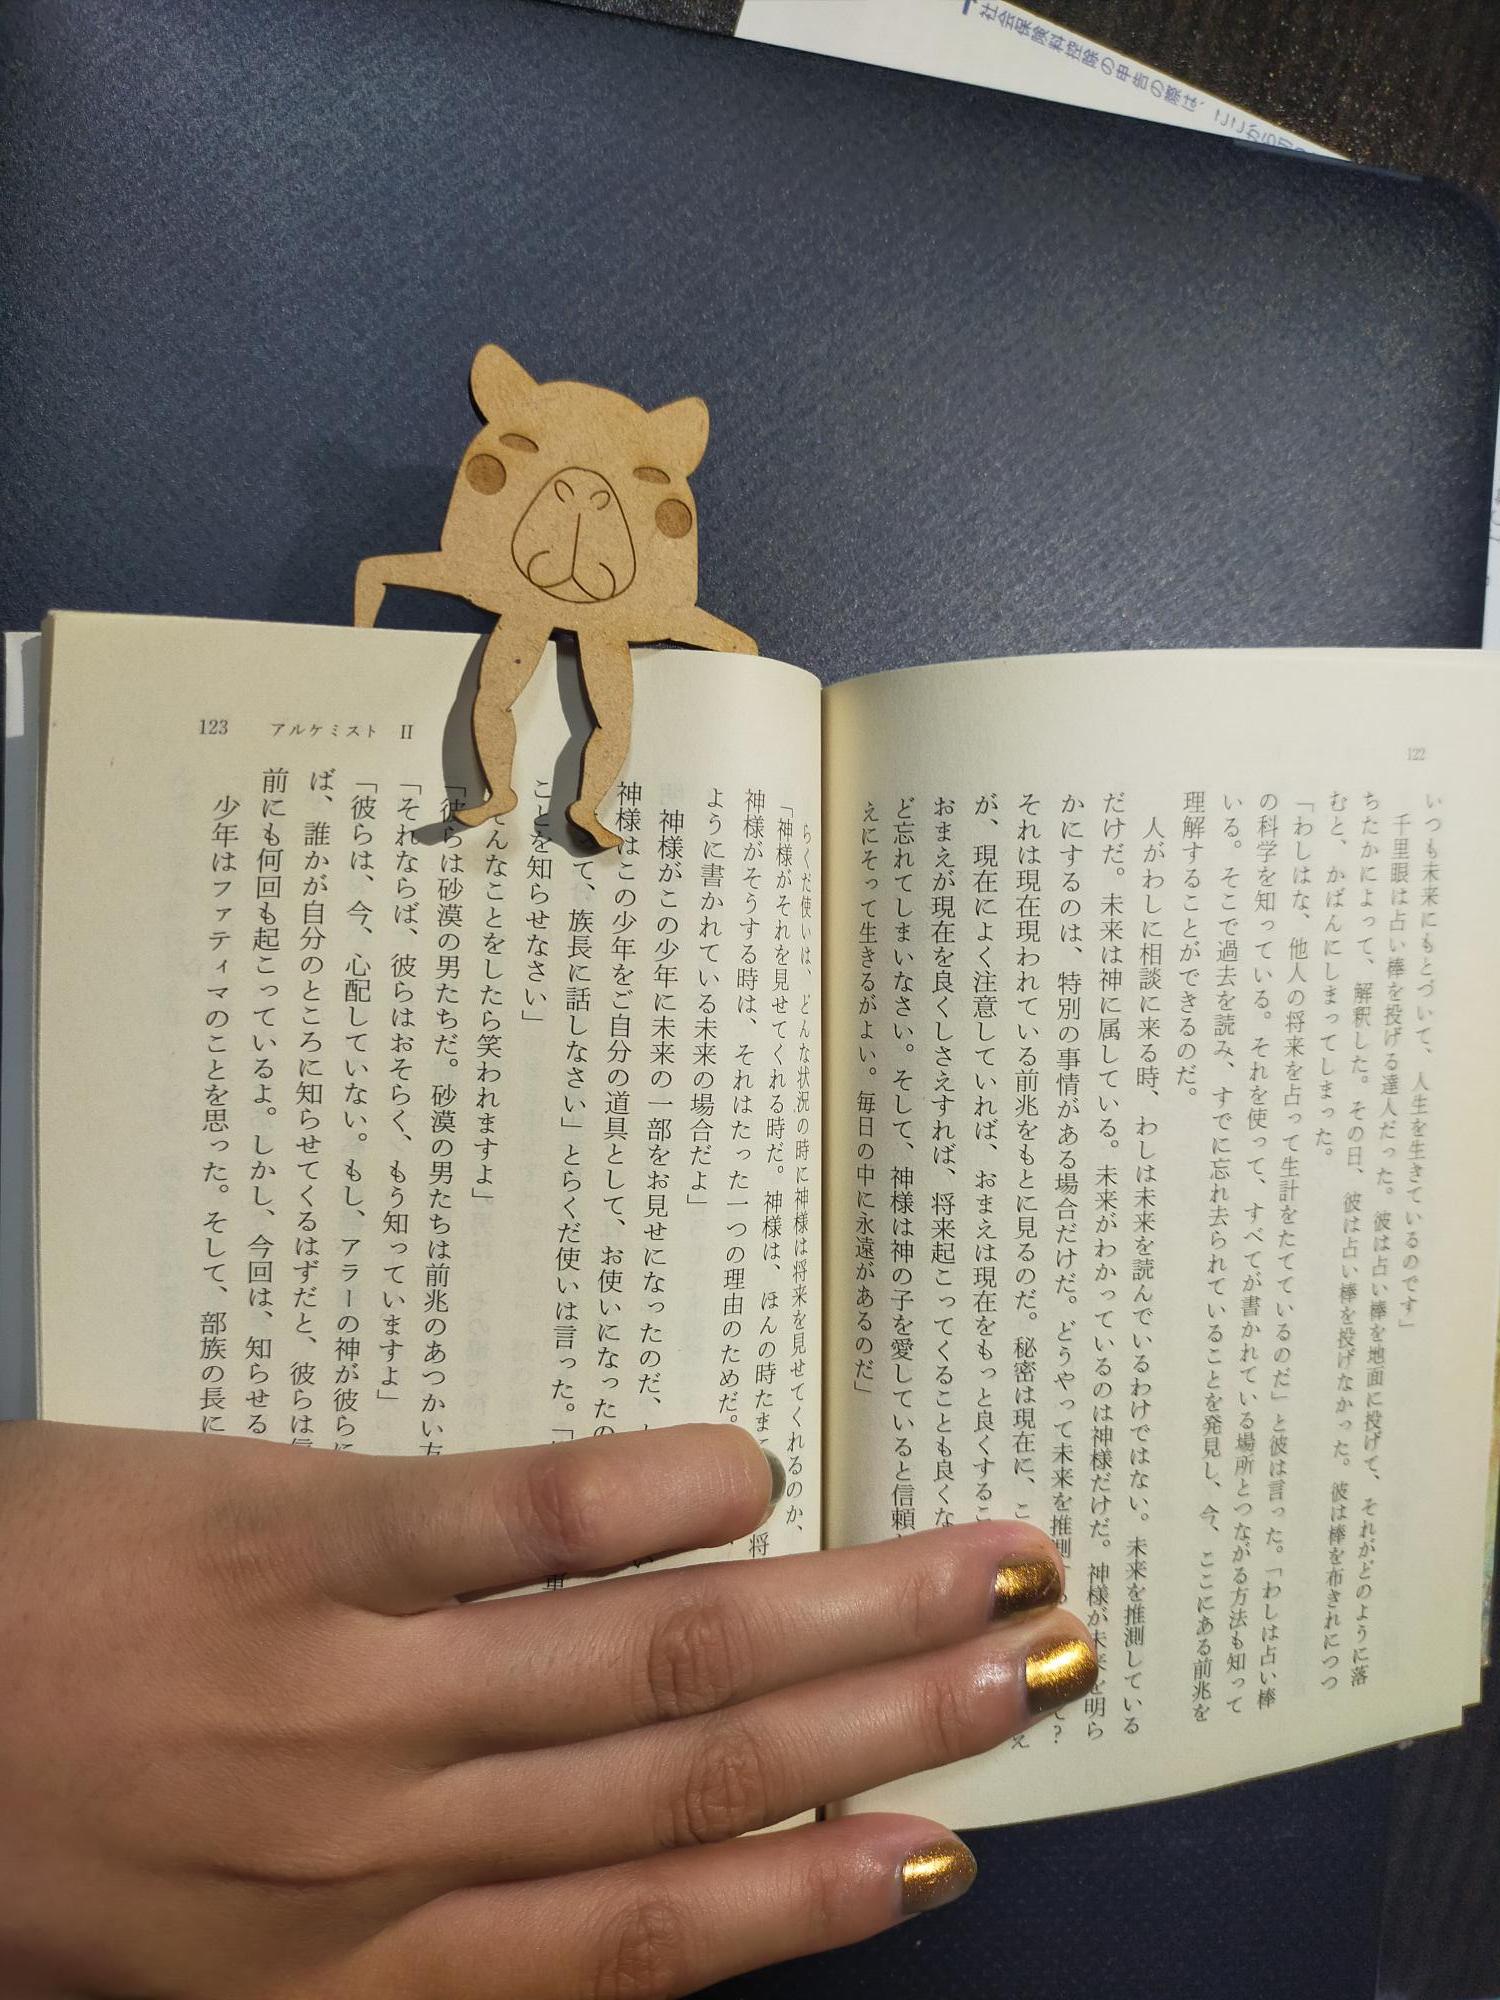 社会保険料控除の申告の際は、ここから切り
122
いつも未来にもとづいて、人生を生きているのです」
千里眼は占い棒を投げる達人だった。彼は占い棒を地面に投げて、それがどのように落
ちたかによって、解釈した。その日、彼は占い棒を投げなかった。彼は棒を布きれにつつ
むと、かばんにしまってしまった。
「わしはな、他人の将来を占って生計をたてているのだ」と彼は言った。「わしは占い棒
の科学を知っている。それを使って、すべてが書かれている場所とつながる方法も知って
いる。そこで過去を読み、すでに忘れ去られていることを発見し、今、ここにある前兆を
理解することができるのだ。
人がわしに相談に来る時、わしは未来を読んでいるわけではない。未来を推測している
だけだ。未来は神に属している。未来がわかっているのは神様だけだ。神様が未来を明ら
かにするのは、特別の事情がある場合だけだ。どうやって未来を推測 て？
それは現在現われている前兆をもとに見るのだ。秘密は現在に、こ え
が、現在によく注意していれば、おまえは現在をもっと良くするこ
おまえが現在を良くしさえすれば、将来起こってくることも良くな
ど忘れてしまいなさい。そして、神様は神の子を愛していると信頼
えにそって生きるがよい。毎日の中に永遠があるのだ」
123 アルケミスト II
らくだ使いは、どんな状況の時に神様は将来を見せてくれるのか、
「神様がそれを見せてくれる時だ。神様は、ほんの時たま 将
神様がそうする時は、それはたった一つの理由のためだ。
ように書かれている未来の場合だよ」
神様がこの少年に未来の一部をお見せになったのだ、
神様はこの少年をご自分の道具として、お使いになったの
て、族長に話しなさい」とらくだ使いは言った。「
ことを知らせなさい」
んなことをしたら笑われますよ」
「彼らは砂漠の男たちだ。砂漠の男たちは前兆のあつかい方
「それならば、彼らはおそらく、もう知っていますよ」
「彼らは、今、心配していない。もし、アラーの神が彼らに
ば、誰かが自分のところに知らせてくるはずだと、彼らは信
前にも何回も起こっているよ。しかし、今回は、知らせる
少年はファティマのことを思った。そして、部族の長に